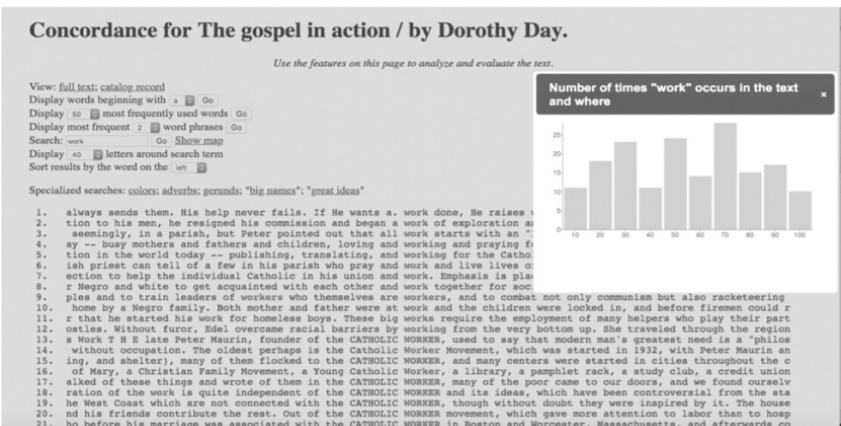 Concordance for The gospel in action / by Dorothy Day.
Use the features on this page to analyze and evaluate the text.
View: full text; catalog record
Display words beginning with a Go
Display 50 most frequently used words Go
Display most frequent 2 word phrases Go
Search: work Go Show map
Display 40 letters around search term
Sort results by the word on the left
Specialized searches: colors; adverbs; gerunds; "big names"; "great ideas"
Number of times "work" occurs in the text
and where
×
25
20
15
10
5
0
10 20 30 40 50 60 70 80 90 100
1. always sends them. His help never fails. If He wants a. work done, He raises
2. tion to his men, he resigned his commission and began a work of exploration a
3. seemingly, in a parish, but Peter pointed out that all work starts with an "
4. ay -- busy mothers and fathers and children, loving and working and praying f
5. tion in the world today -- publishing, translating, and working for the Catho
6. ish priest can tell of a few in his parish who pray and work and live lives o
7. ection to help the individual Catholic in his union and work. Emphasis is pla
8. r Negro and white to get acquainted with each other and work together for soc
9. ples and to train leaders of workers who themselves are workers, and to combat not only communism but also racketeering
10. home by a Negro family. Both mother and father were at work and the children were locked in, and before firemen could r
11. r that he started his work for homeless boys. These big works require the employment of many helpers who play their part
12. ostles. Without furor, Edel overcame racial barriers by working from the very bottom up. She traveled through the region
13. s Work T H E late Peter Maurin, founder of the CATHOLIC WORKER, used to say that modern man's greatest need is a "philos
14. without occupation. The oldest perhaps is the Catholic Worker Movement, which was started in 1932, with Peter Maurin an
15. ing, and shelter), many of them flocked to the CATHOLIC WORKER, and many centers were started in cities throughout the c
16. of Mary, a Christian Family Movement, a Young Catholic Worker, a library, a pamphlet rack, a study club, a credit union
17. alked of these things and wrote of them in the CATHOLIC WORKER, many of the poor came to our doors, and we found ourselv
18. ration of the work is quite independent of the CATHOLIC WORKER and its ideas, which have been controversial from the sta
19. he West Coast which are not connected with the CATHOLIC WORKER, though without doubt they were inspired by it. The house
20. nd his friends contribute the rest. Out of the CATHOLIC WORKER movement, which gave more attention to labor than to hosp
21. ho before his marriage was associated with the CATHOLIC WORKER in Boston and Worcester, Massachusetts, and afterwards co